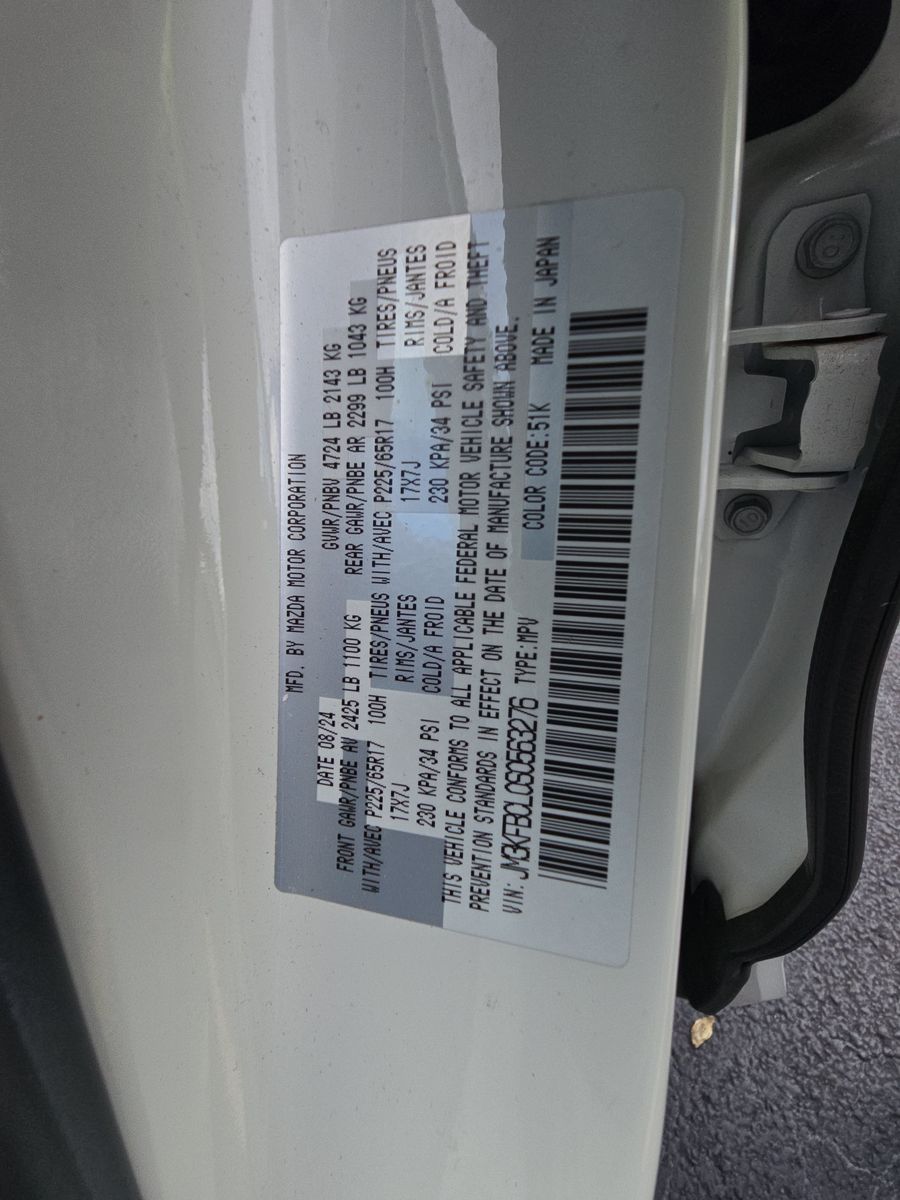 MFD. BY MAZDA MOTOR CORPORATION
DATE 08/24 GVWR/PNBV 4724 LB 2143 KG
FRONT GAWR/PNBE AV 2425 LB 1100 KG REAR GAWR/PNBE AR 2299 LB 1043 KG
WITH/AVEC P225/65R17 100H TIRES/PNEUS WITH/AVEC P225/65R17 100H TIRES/PNEUS
17X7J RIMS/JANTES 17X7J RIMS/JANTES
230 KPA/34 PSI COLD/A FROID 230 KPA/34 PSI COLD/A FROID
THIS VEHICLE CONFORMS TO ALL APPLICABLE FEDERAL MOTOR VEHICLE SAFETY AND THEFT
PREVENTION STANDARDS IN EFFECT ON THE DATE OF MANUFACTURE SHOWN ABOVE.
VIN: JM3KFBCL0S0563276 TYPE:MPV COLOR CODE:51K MADE IN JAPAN
8